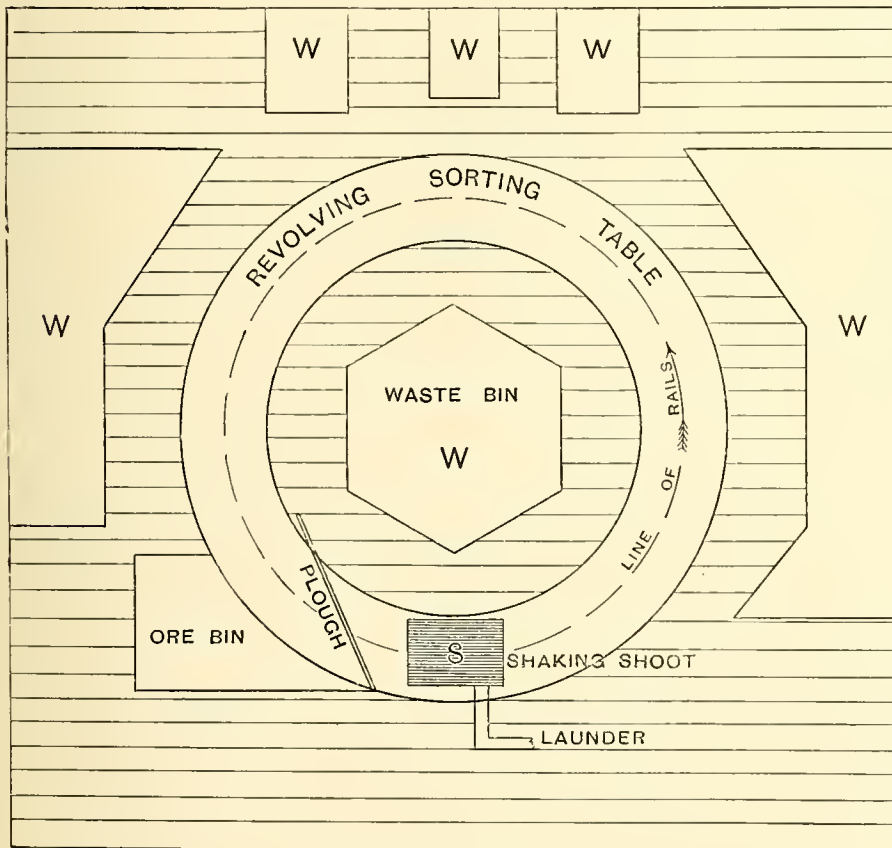 W W W
REVOLVING SORTING TABLE
W
W
WASTE BIN
W
LINE OF RAILS
PLOUGH
ORE BIN
S
SHAKING SHOOT
LAUNDER